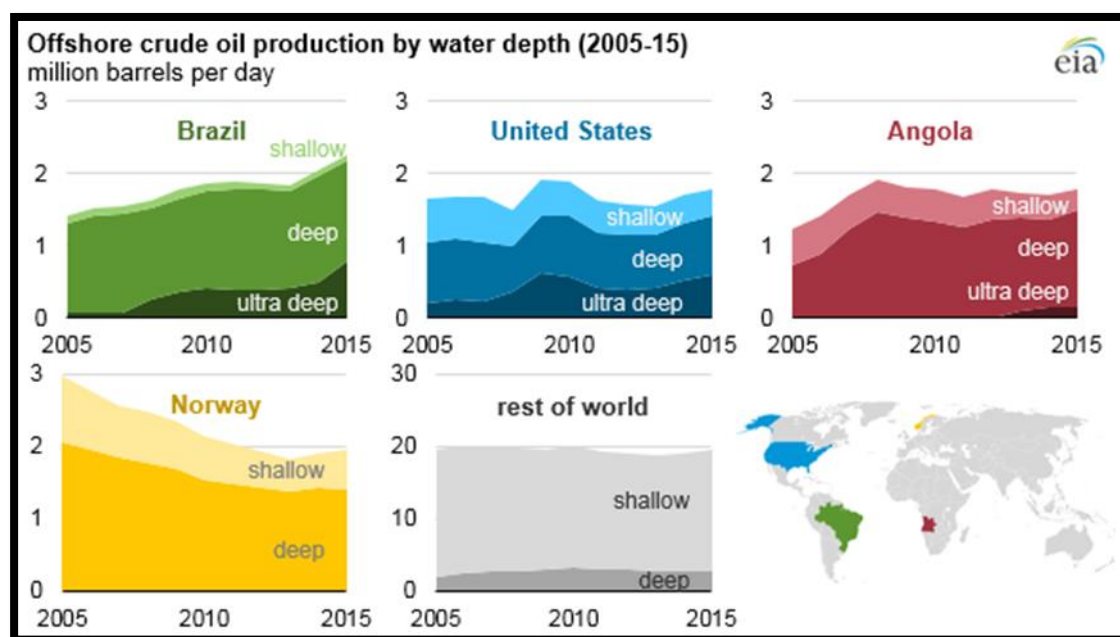 Offshore crude oil production by water depth (2005-15)
million barrels per day
eia
3
2
1
0
Brazil
shallow
deep
ultra deep
2005 2010 2015
3
2
1
0
United States
shallow
deep
ultra deep
2005 2010 2015
3
2
1
0
Angola
shallow
deep
ultra deep
2005 2010 2015
3
2
1
0
Norway
shallow
deep
2005 2010 2015
30
20
10
0
rest of world
shallow
deep
2005 2010 2015